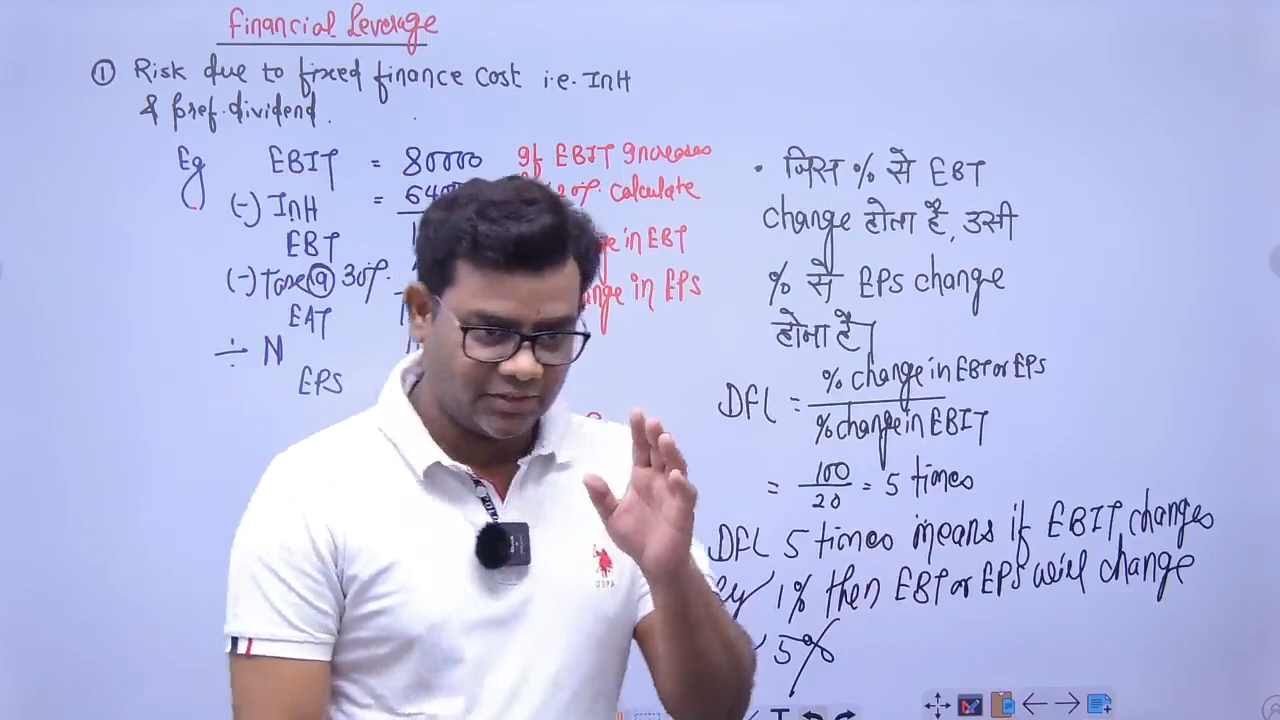 Financial Leverage
① Risk due to fixed finance cost i.e. Int
& pref. dividend.
Eg EBIT = 80000
(-) Int =
EBT
(-) Tax @ 30%.
EAT
÷ N
EPS
If EBIT Increases
calculate
in EBT
in EPS
• जिस % से EBT
change होता है, उसी
% से EPS change
होता है।
DFL = % change in EBT or EPS
% change in EBIT
= 100
20 = 5 times
DFL 5 times means if EBIT changes
by 1% then EBT or EPS will change
5%